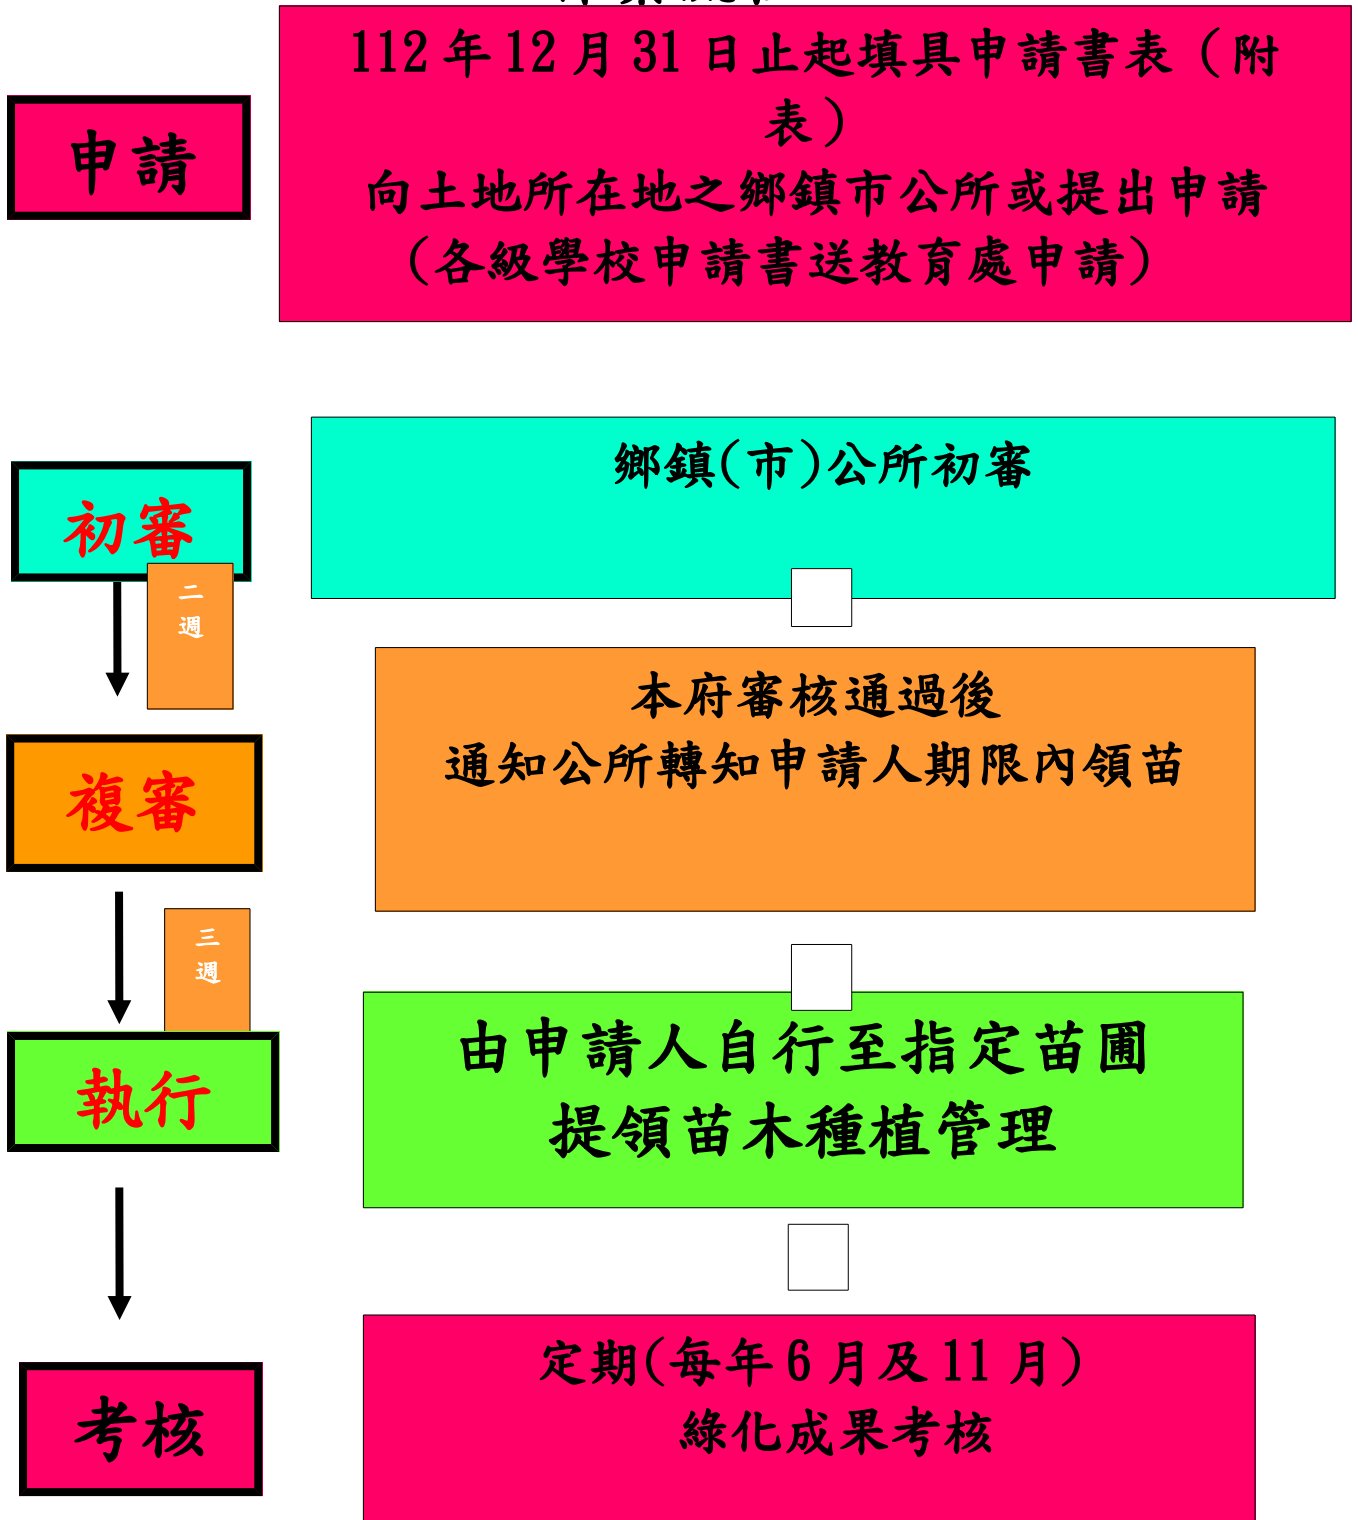 申請
112年12月31日止起填具申請書表（附
表）
向土地所在地之鄉鎮市公所或提出申請
（各級學校申請書送教育處申請）
初審
鄉鎮(市)公所初審
二
週
複審
本府審核通過後
通知公所轉知申請人期限內領苗
三
週
執行
由申請人自行至指定苗圃
提領苗木種植管理
考核
定期(每年6月及11月)
綠化成果考核